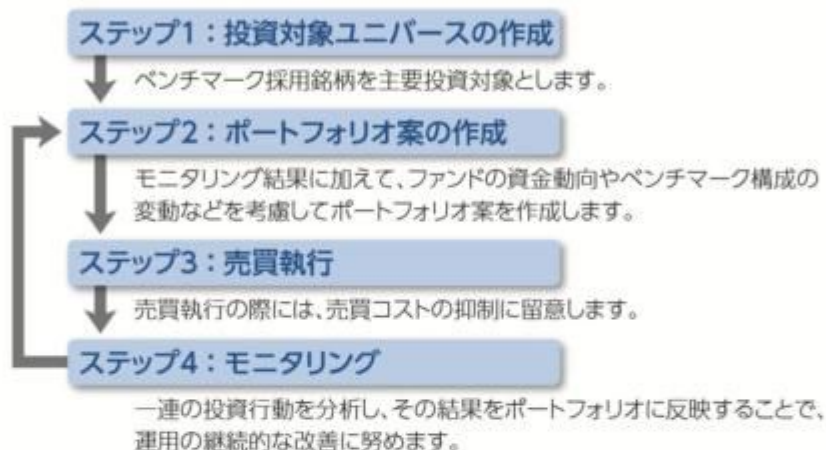 ステップ1：投資対象ユニバースの作成
ベンチマーク採用銘柄を主要投資対象とします。
ステップ2：ポートフォリオ案の作成
モニタリング結果に加えて、ファンドの資金動向やベンチマーク構成の
変動などを考慮してポートフォリオ案を作成します。
ステップ3：売買執行
売買執行の際には、売買コストの抑制に留意します。
ステップ4：モニタリング
一連の投資行動を分析し、その結果をポートフォリオに反映することで、
運用の継続的な改善に努めます。